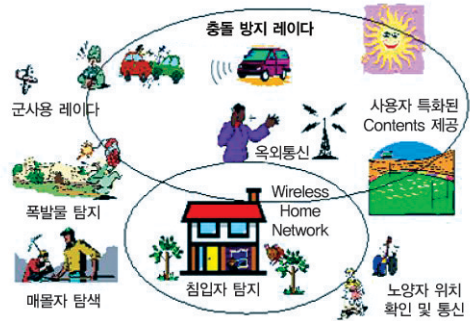 충돌 방지 레이다
군사용 레이다
사용자 특화된
Contents 제공
옥외통신
폭발물 탐지
Wireless
Home
Network
매몰자 탐색
침입자 탐지
노양자 위치
확인 및 통신